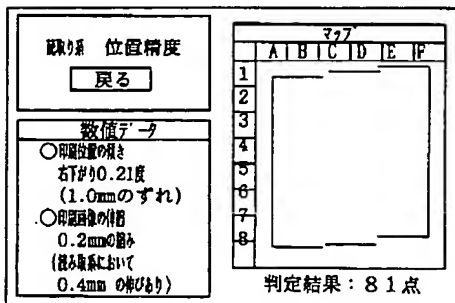 読取り系 位置精度
戻る
数値データ
○印刷位置の傾き
右下がり0.21度
(1.0mmのずれ)
○印刷画像の伸縮
0.2mmの縮み
(読み取系において
0.4mm の伸びあり)
マップ
A B C D E F
1
2
3
4
5
6
7
8
判定結果:81点